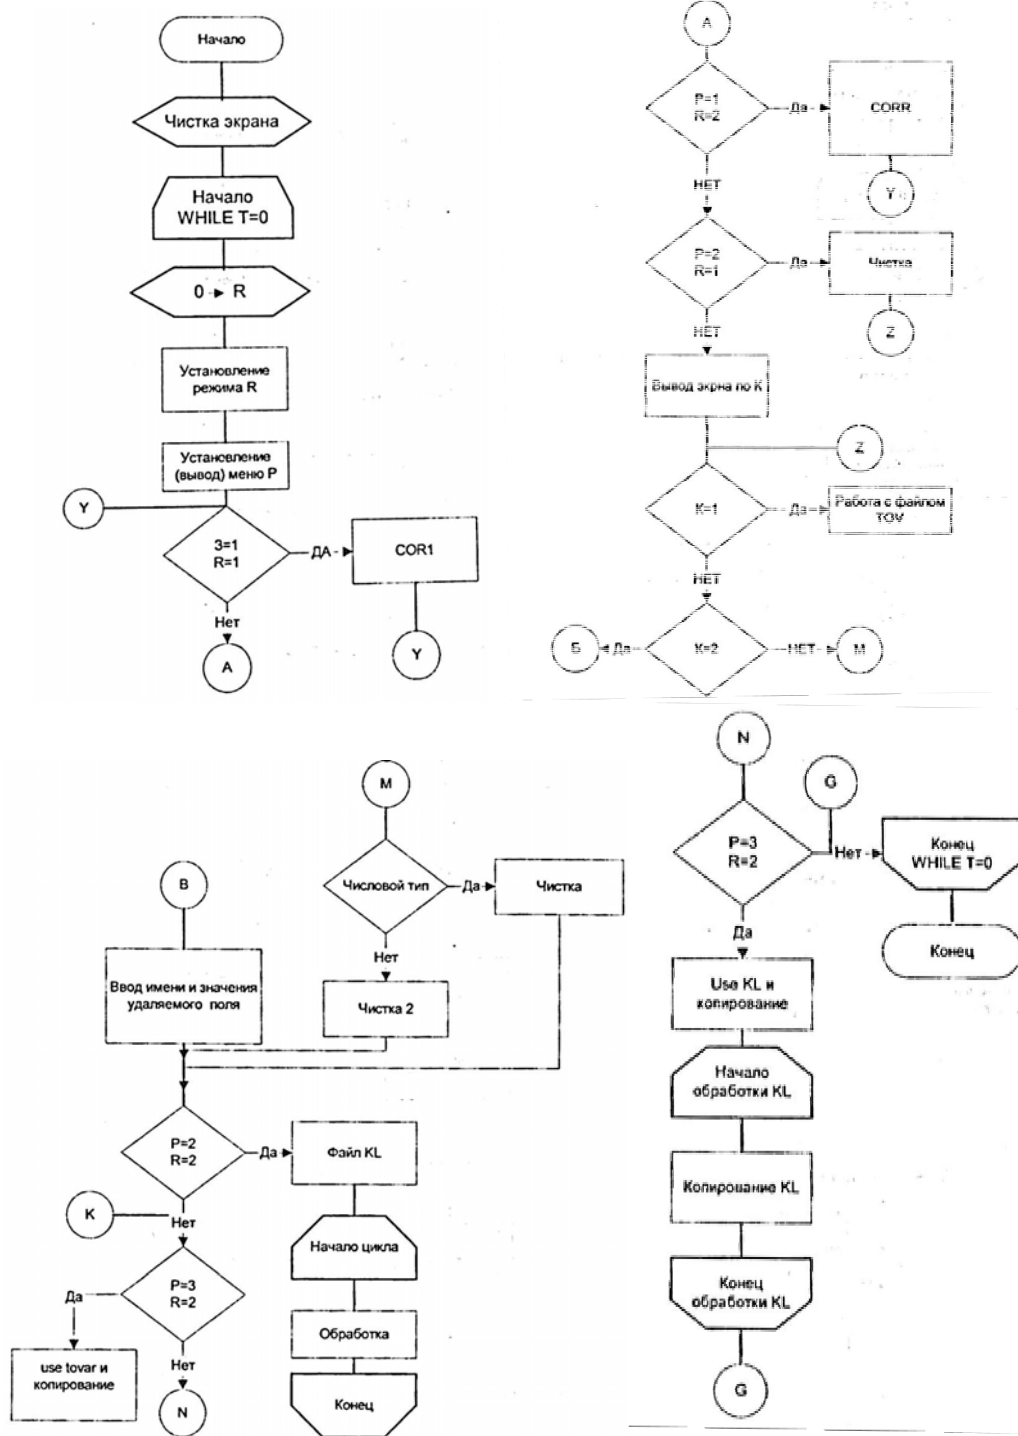 Начало
Чистка экрана
Начало
WHILE T=0
0 → R
Установление
режима R
Установление
(вывод) меню P
Y
3=1
R=1
ДА
COR1
Y
Нет
A
A
P=1
R=2
Да
CORR
Y
НЕТ
P=2
R=1
Да
Чистка
Z
НЕТ
Вывод экрна по К
Z
К=1
Да
Работа с файлом
TOV
НЕТ
К=2
Да
Б
НЕТ
М
M
Числовой тип
Да
Чистка
Нет
Чистка 2
B
Ввод имени и значения
удаляемого поля
P=2
R=2
Да
Файл KL
K
Нет
Начало цикла
P=3
R=2
Да
Обработка
use tovar и
копирование
Нет
Конец
N
N
G
P=3
R=2
Нет
Конец
WHILE T=0
Конец
Да
Use KL и
копирование
Начало
обработки KL
Копирование KL
Конец
обработки KL
G